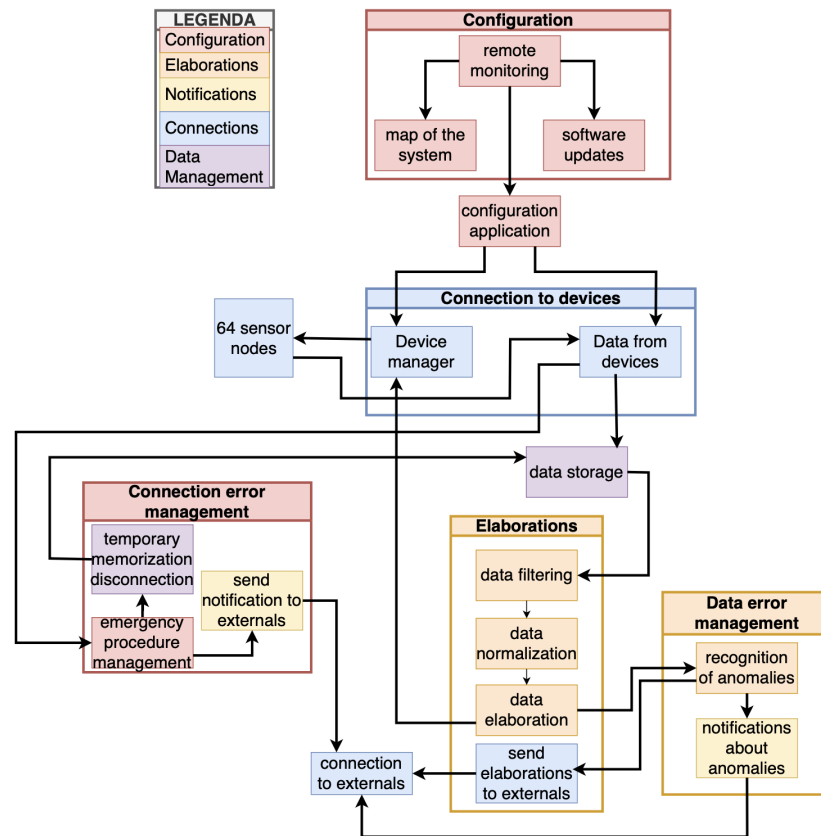 LEGENDA
Configuration
Elaborations
Notifications
Connections
Data
Management
Configuration
remote
monitoring
map of the
system
software
updates
configuration
application
Connection to devices
64 sensor
nodes
Device
manager
Data from
devices
data storage
Connection error
management
temporary
memorization
disconnection
send
notification to
externals
emergency
procedure
management
Elaborations
data filtering
data
normalization
data
elaboration
send
elaborations
to externals
Data error
management
recognition
of anomalies
notifications
about
anomalies
connection
to externals